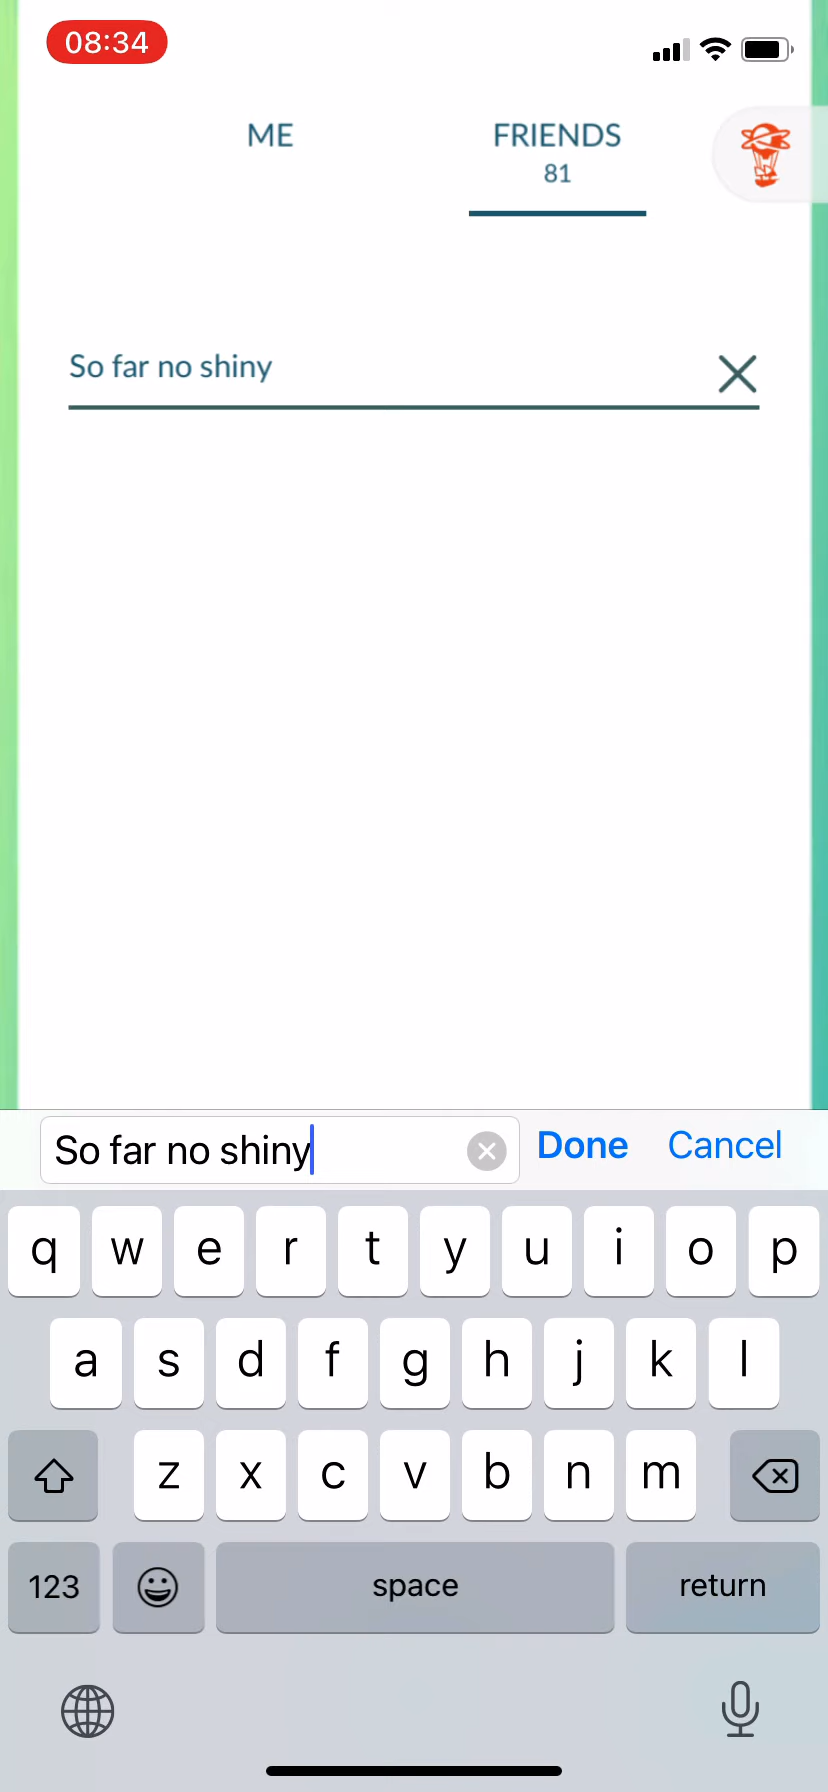 08:34
ME
FRIENDS
81
So far no shiny
So far no shiny
Done
Cancel
q w e r t y u i o p
a s d f g h j k l
z x c v b n m
123
space
return